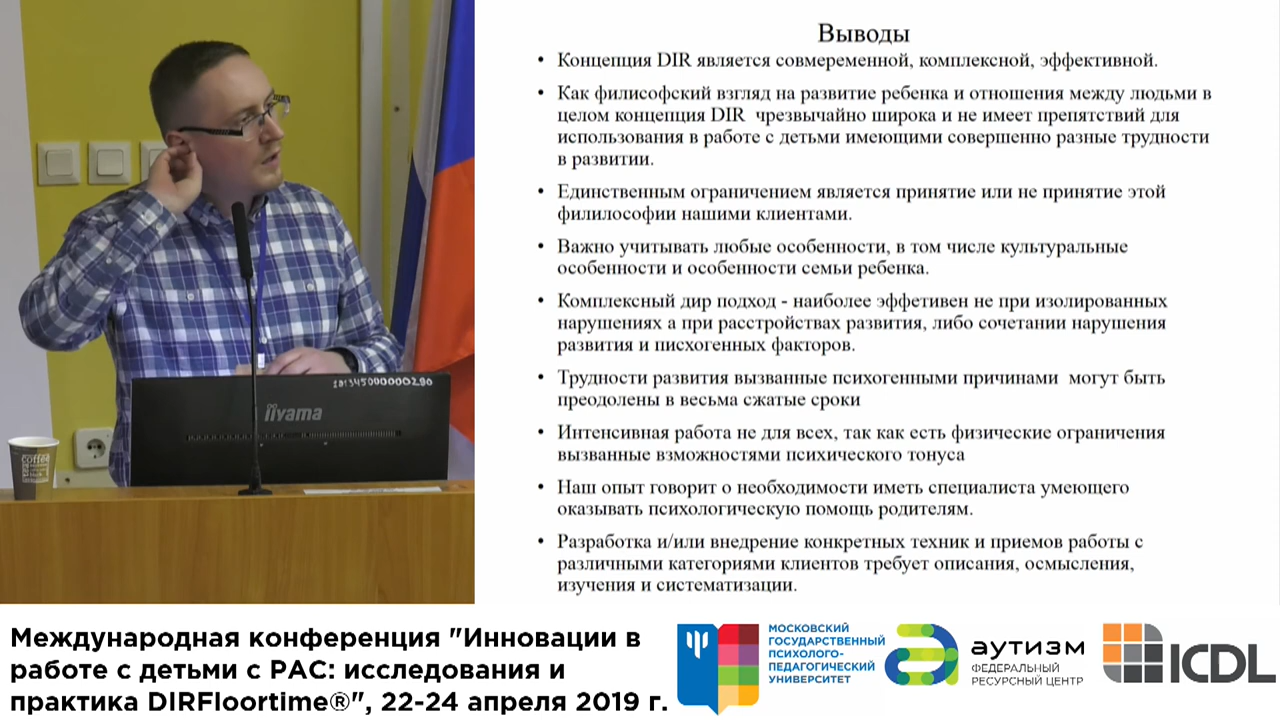 Выводы
• Концепция DIR является совмеременной, комплексной, эффективной.
• Как филисофский взгляд на развитие ребенка и отношения между людьми в
целом концепция DIR чрезвычайно широка и не имеет препятствий для
использования в работе с детьми имеющими совершенно разные трудности
в развитии.
• Единственным ограничением является принятие или не принятие этой
филилософии нашими клиентами.
• Важно учитывать любые особенности, в том числе культуральные
особенности и особенности семьи ребенка.
• Комплексный дир подход - наиболее эффетивен не при изолированных
нарушениях а при расстройствах развития, либо сочетании нарушения
развития и писхогенных факторов.
• Трудности развития вызванные психогенными причинами могут быть
преодолены в весьма сжатые сроки
• Интенсивная работа не для всех, так как есть физические ограничения
вызванные взможностями психического тонуса
• Наш опыт говорит о необходимости иметь специалиста умеющего
оказывать психологическую помощь родителям.
• Разработка и/или внедрение конкретных техник и приемов работы с
различными категориями клиентов требует описания, осмысления,
изучения и систематизации.
iiyama
coffee
Международная конференция "Инновации в
работе с детьми с РАС: исследования и
практика DIRFloortime®", 22-24 апреля 2019 г.
МОСКОВСКИЙ
ГОСУДАРСТВЕННЫЙ
ПСИХОЛОГО-
ПЕДАГОГИЧЕСКИЙ
УНИВЕРСИТЕТ
аутизм
ФЕДЕРАЛЬНЫЙ
РЕСУРСНЫЙ ЦЕНТР
ICDL